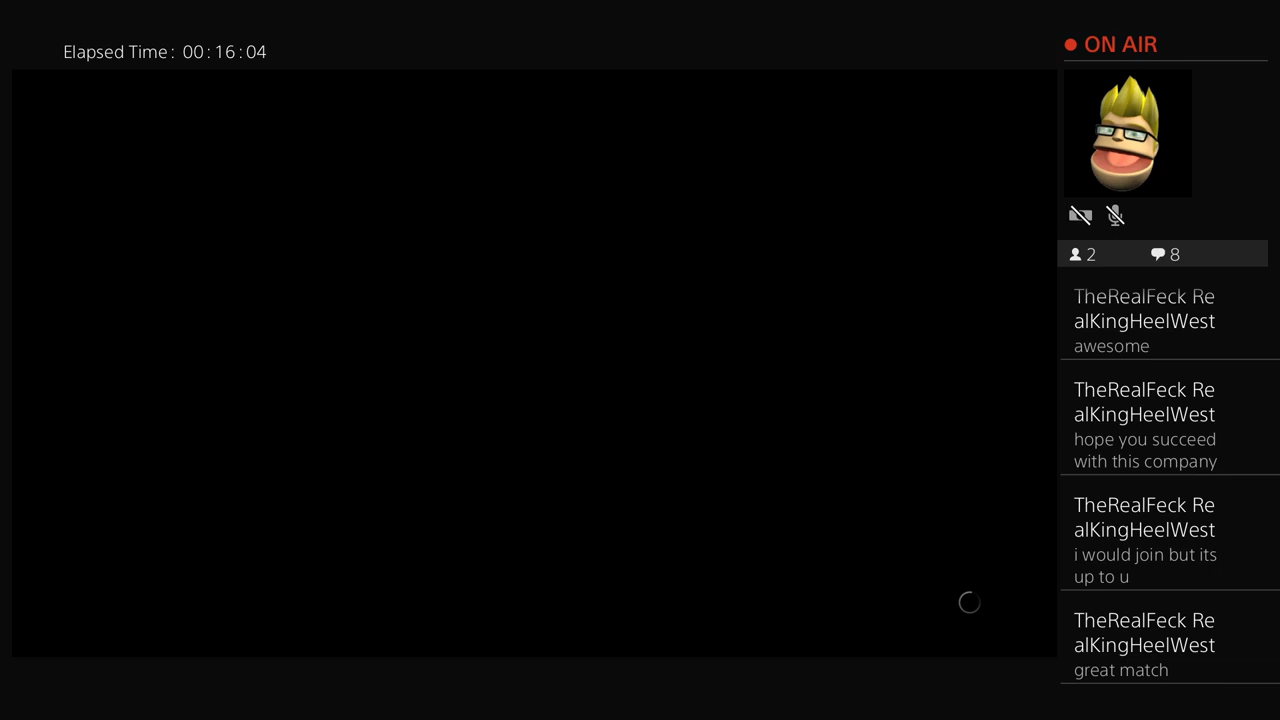 Elapsed Time: 00:16:04
ON AIR
2 8
TheRealFeck Re
alKingHeelWest
awesome
TheRealFeck Re
alKingHeelWest
hope you succeed
with this company
TheRealFeck Re
alKingHeelWest
i would join but its
up to u
TheRealFeck Re
alKingHeelWest
great match